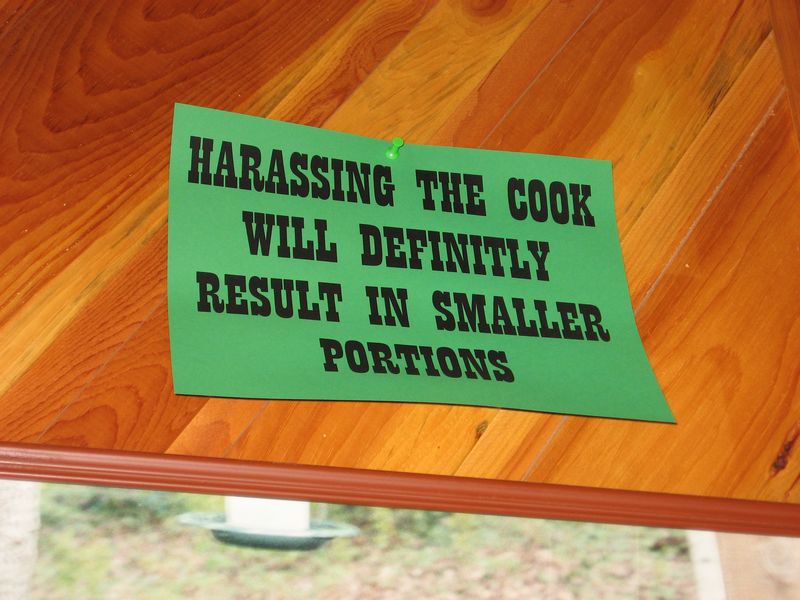 HARASSING THE COOK
WILL DEFINITLY
RESULT IN SMALLER
PORTIONS